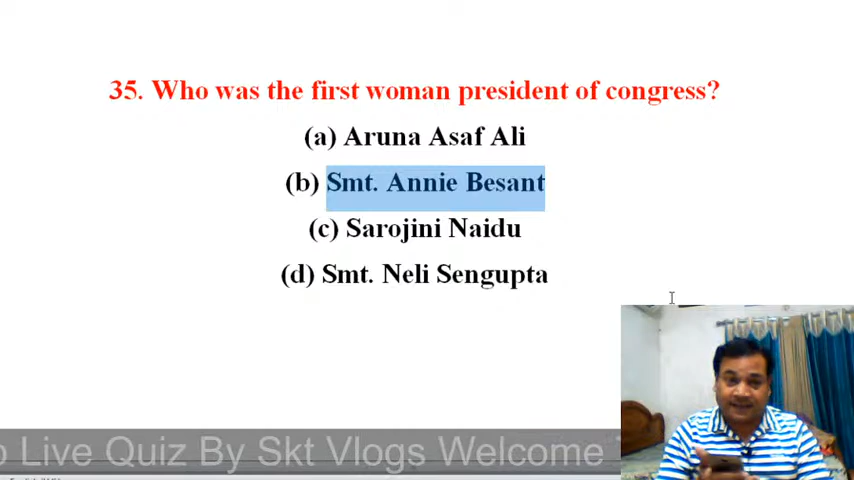 35. Who was the first woman president of congress?
(a) Aruna Asaf Ali
(b) Smt. Annie Besant
(c) Sarojini Naidu
(d) Smt. Neli Sengupta
o Live Quiz By Skt Vlogs Welcome